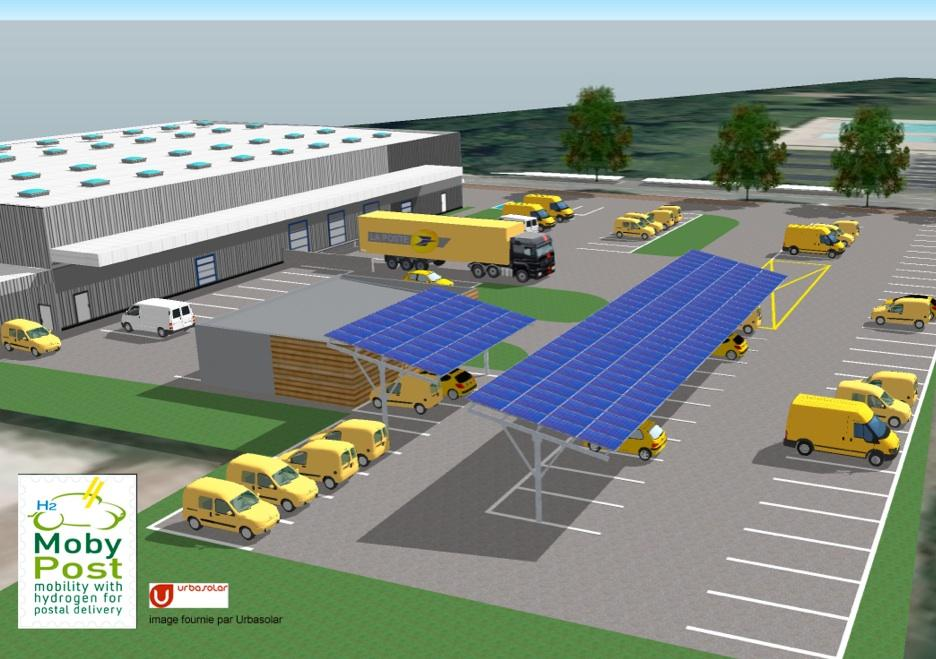 LA POSTE
H2
Moby
Post
mobility with
hydrogen for
postal delivery
urbasolar
image fournie par Urbasolar